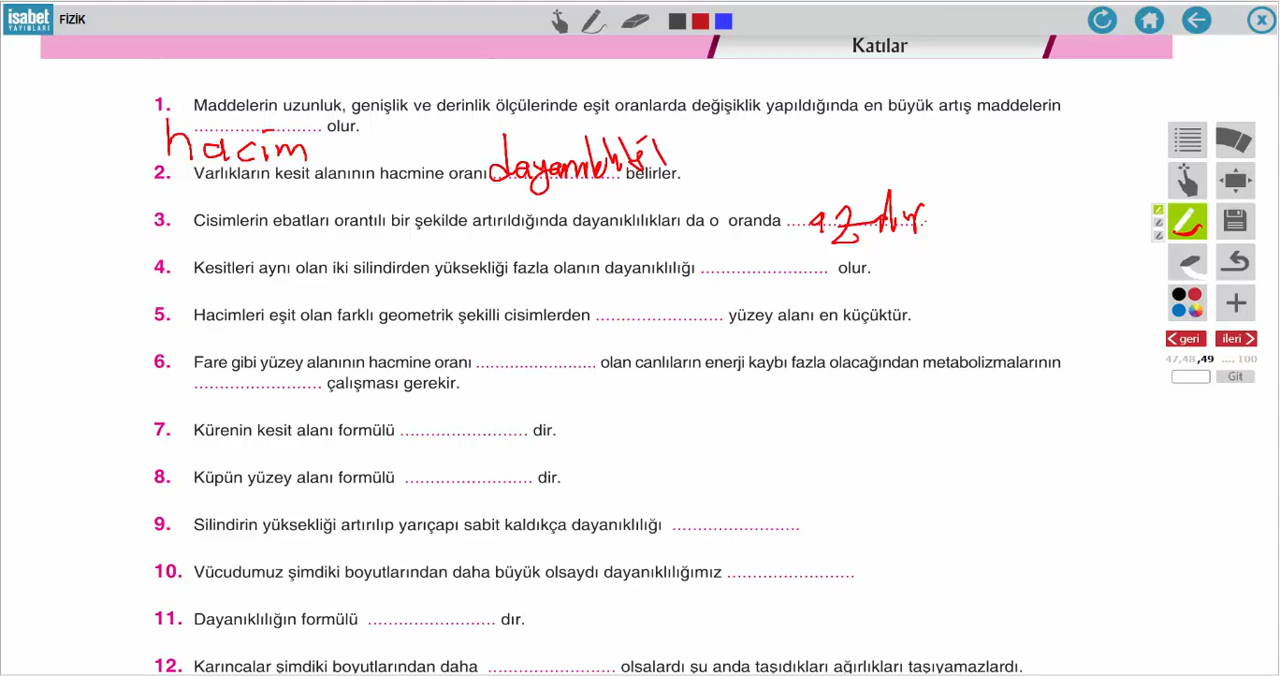 isabet
YAYINLARI
FİZİK
Katılar
1. Maddelerin uzunluk, genişlik ve derinlik ölçülerinde eşit oranlarda değişiklik yapıldığında en büyük artış maddelerin
........................ olur.
hacim
2. Varlıkların kesit alanının hacmine oranı dayanıklılığı belirler.
3. Cisimlerin ebatları orantılı bir şekilde artırıldığında dayanıklılıkları da o oranda ........................
4. Kesitleri aynı olan iki silindirden yüksekliği fazla olanın dayanıklılığı ........................ olur.
5. Hacimleri eşit olan farklı geometrik şekilli cisimlerden ........................ yüzey alanı en küçüktür.
6. Fare gibi yüzey alanının hacmine oranı ........................ olan canlıların enerji kaybı fazla olacağından metabolizmalarının
........................ çalışması gerekir.
7. Kürenin kesit alanı formülü ........................ dir.
8. Küpün yüzey alanı formülü ........................ dir.
9. Silindirin yüksekliği artırılıp yarıçapı sabit kaldıkça dayanıklılığı ........................
10. Vücudumuz şimdiki boyutlarından daha büyük olsaydı dayanıklılığımız ........................
11. Dayanıklılığın formülü ........................ dır.
12. Karıncalar şimdiki boyutlarından daha ........................ olsalardı şu anda taşıdıkları ağırlıkları taşıyamazlardı.
geri ileri
47,48,49 .... 100
Git